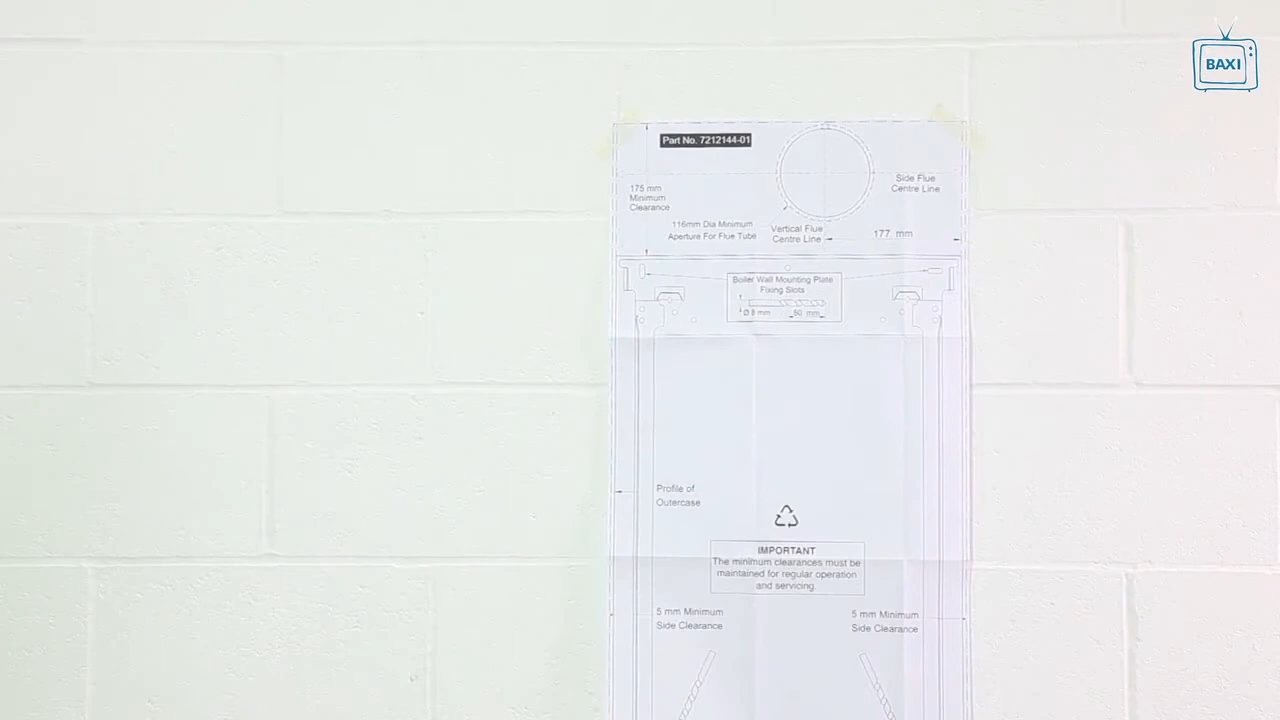 BAXI
Part No. 7212144-01
175 mm
Minimum
Clearance
Side Flue
Centre Line
116mm Dia Minimum
Aperture For Flue Tube
Vertical Flue
Centre Line
177 mm
Boiler Wall Mounting Plate
Fixing Slots
Ø 8 mm
50 mm
Profile of
Outercase
IMPORTANT
The minimum clearances must be
maintained for regular operation
and servicing.
5 mm Minimum
Side Clearance
5 mm Minimum
Side Clearance